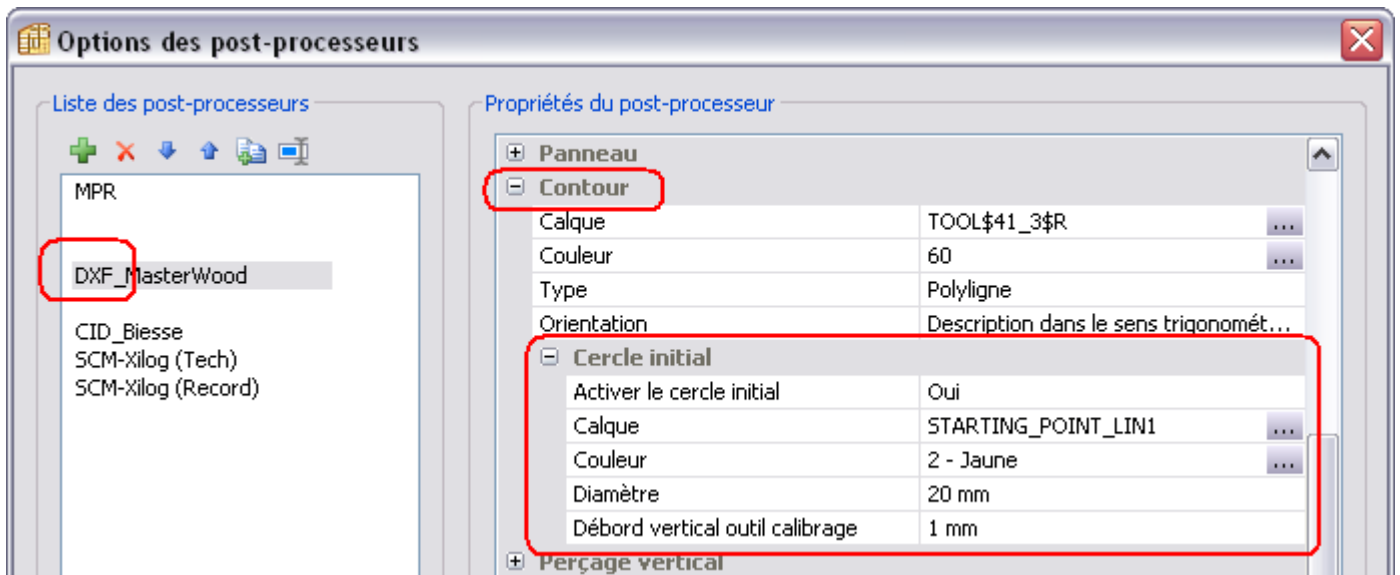 Options des post-processeurs
Liste des post-processeurs
MPR
DXF_MasterWood
CID_Biesse
SCM-Xilog (Tech)
SCM-Xilog (Record)
Propriétés du post-processeur
Panneau
Contour
Calque TOOL$41_3$R ...
Couleur 60 ...
Type Polyligne
Orientation Description dans le sens trigonomét...
Cercle initial
Activer le cercle initial Oui
Calque STARTING_POINT_LIN1 ...
Couleur 2 - Jaune ...
Diamètre 20 mm
Débord vertical outil calibrage 1 mm
Perçage vertical